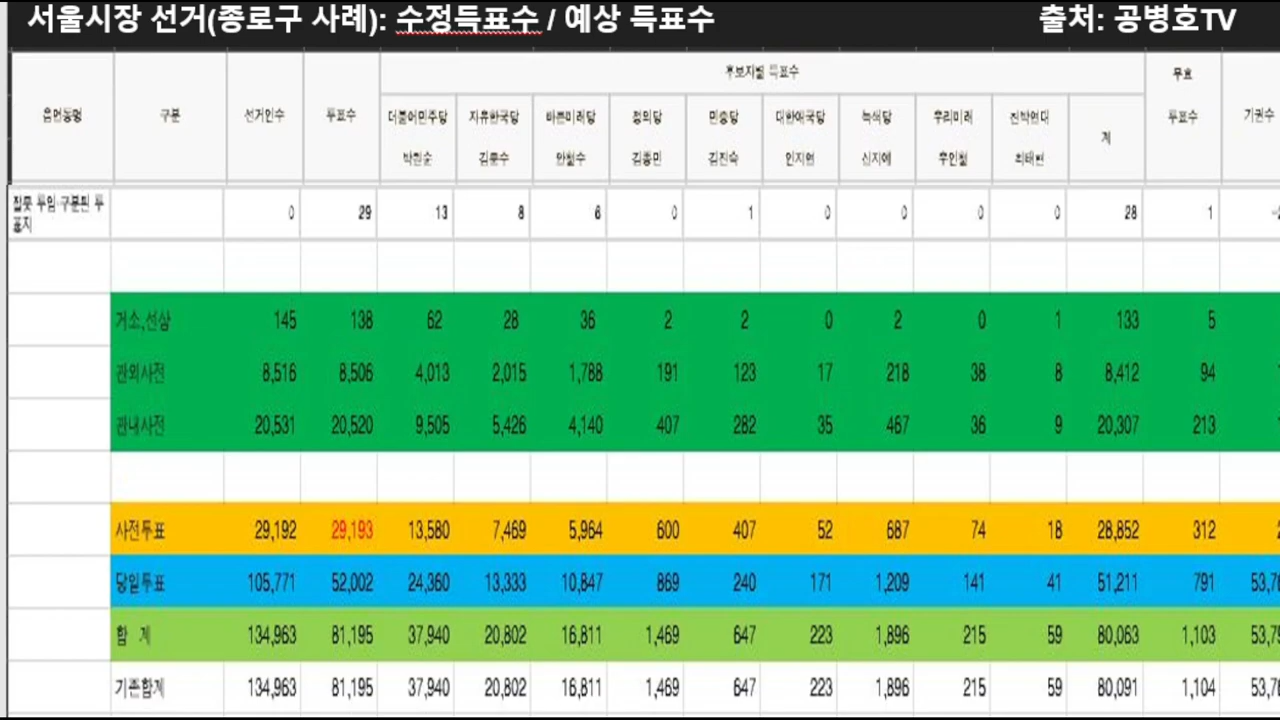 서울시장 선거(종로구 사례): 수정득표수 / 예상 득표수 출처: 공병호TV
후보자별 득표수 무효
읍면동명 구분 선거인수 투표수 더불어민주당 자유한국당 바른미래당 정의당 민중당 대한애국당 녹색당 우리미래 친박연대 계 투표수 기권수
박원순 김문수 안철수 김종민 김진숙 인지연 신지예 우인철 최태현
잘못 투입·구분된 투 0 29 13 8 6 0 1 0 0 0 0 28 1
표지
거소,선상 145 138 62 28 36 2 2 0 2 0 1 133 5
관외사전 8,516 8,506 4,013 2,015 1,788 191 123 17 218 38 8 8,412 94
관내사전 20,531 20,520 9,505 5,426 4,140 407 282 35 467 36 9 20,307 213
사전투표 29,192 29,193 13,580 7,469 5,964 600 407 52 687 74 18 28,852 312
당일투표 105,771 52,002 24,360 13,333 10,847 869 240 171 1,209 141 41 51,211 791
합 계 134,963 81,195 37,940 20,802 16,811 1,469 647 223 1,896 215 59 80,063 1,103
기존합계 134,963 81,195 37,940 20,802 16,811 1,469 647 223 1,896 215 59 80,091 1,104